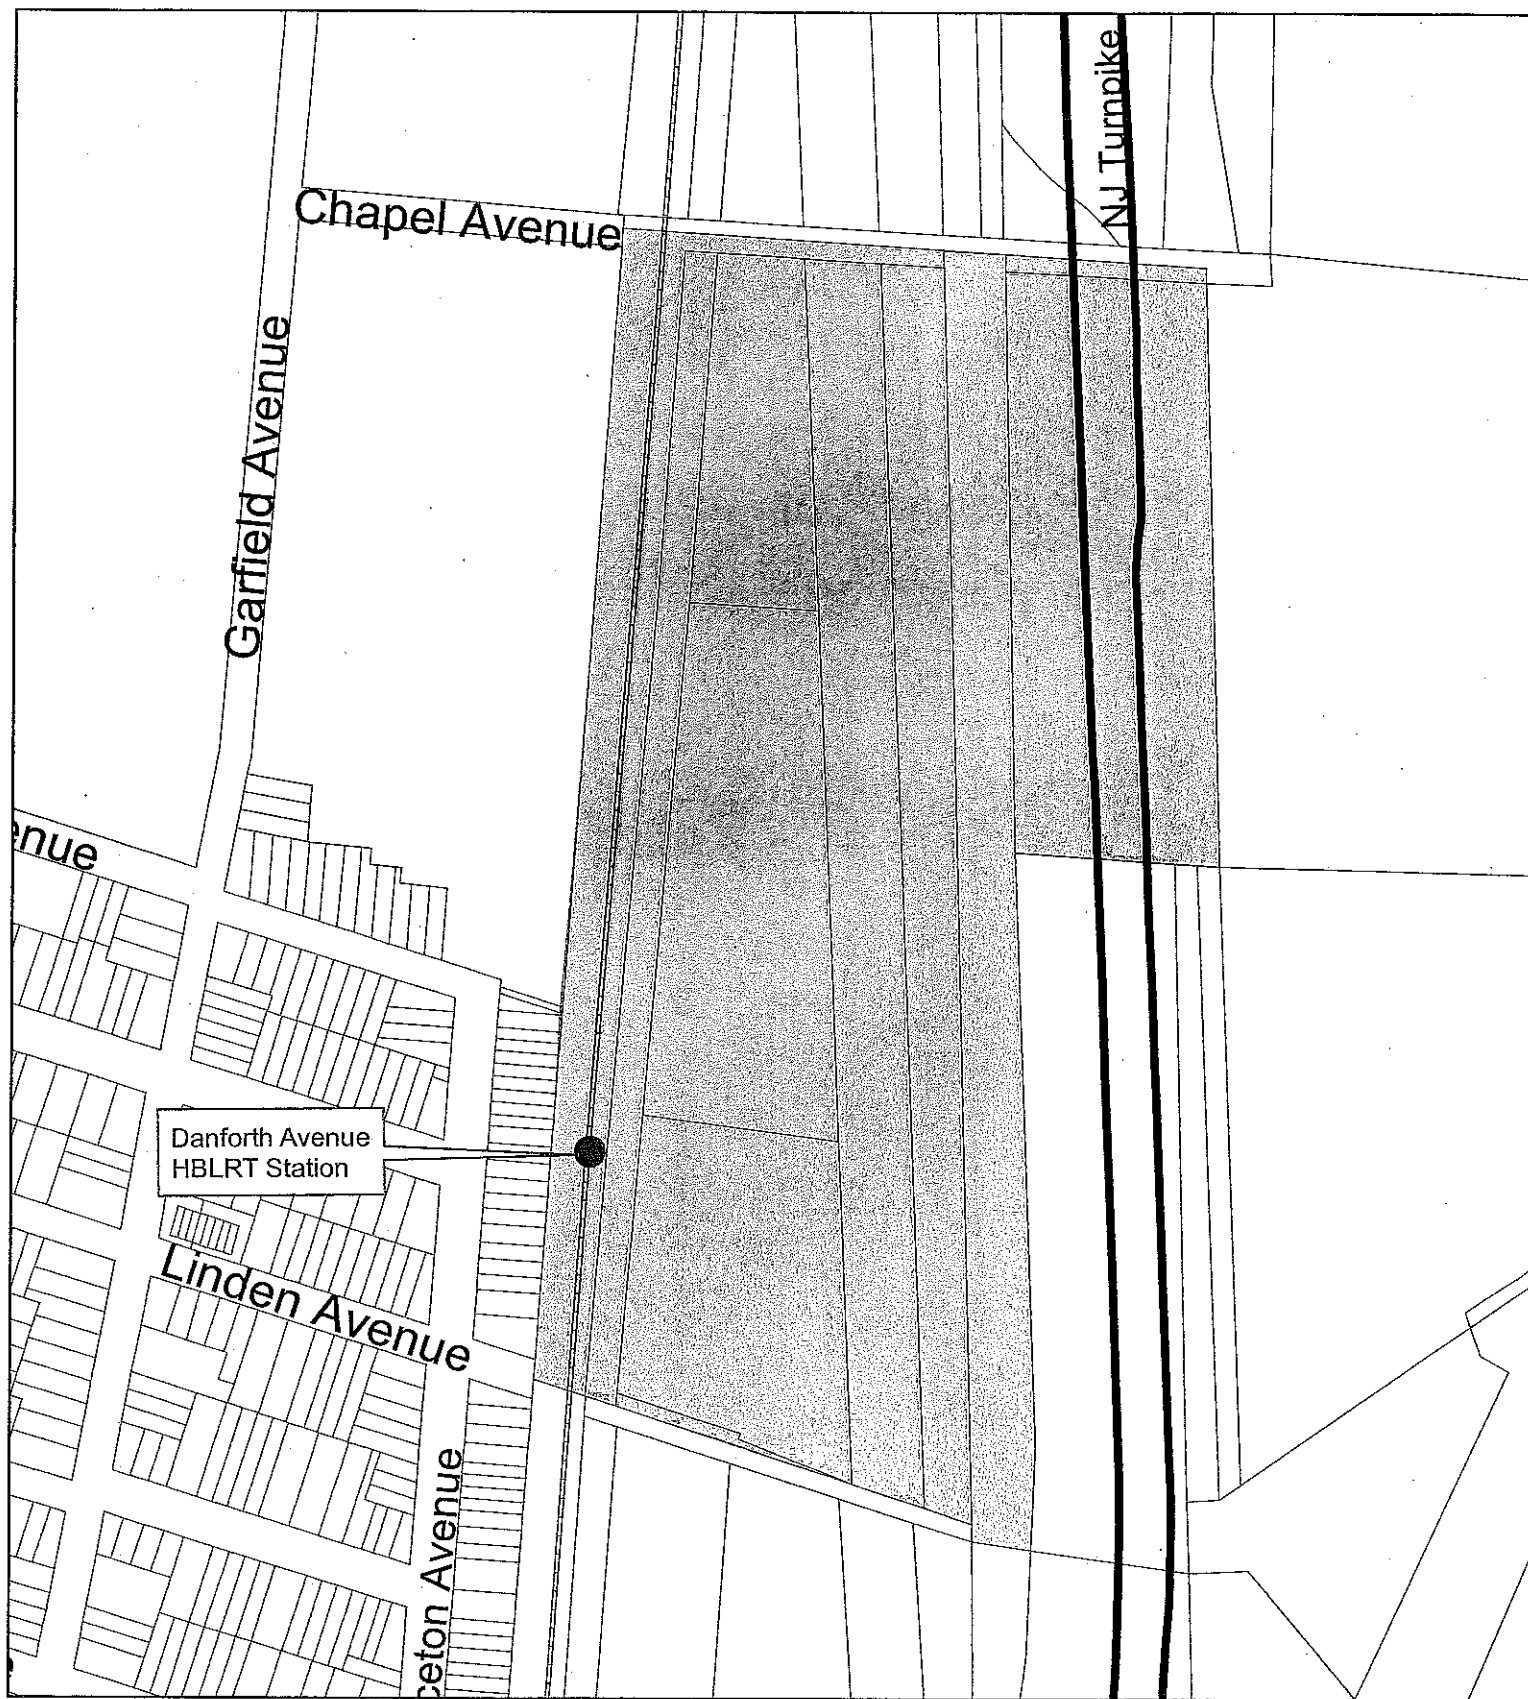 NJ Turnpike
Chapel Avenue
Garfield Avenue
enue
Danforth Avenue
HBLRT Station
Linden Avenue
ceton Avenue